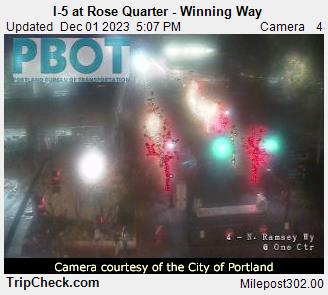 I-5 at Rose Quarter - Winning Way
Updated Dec 01 2023 5:07 PM Camera 4
PBOT
PORTLAND BUREAU OF TRANSPORTATION
4 - N. Ramsey Wy
@ One Ctr
Camera courtesy of the City of Portland
TripCheck.com Milepost302.00